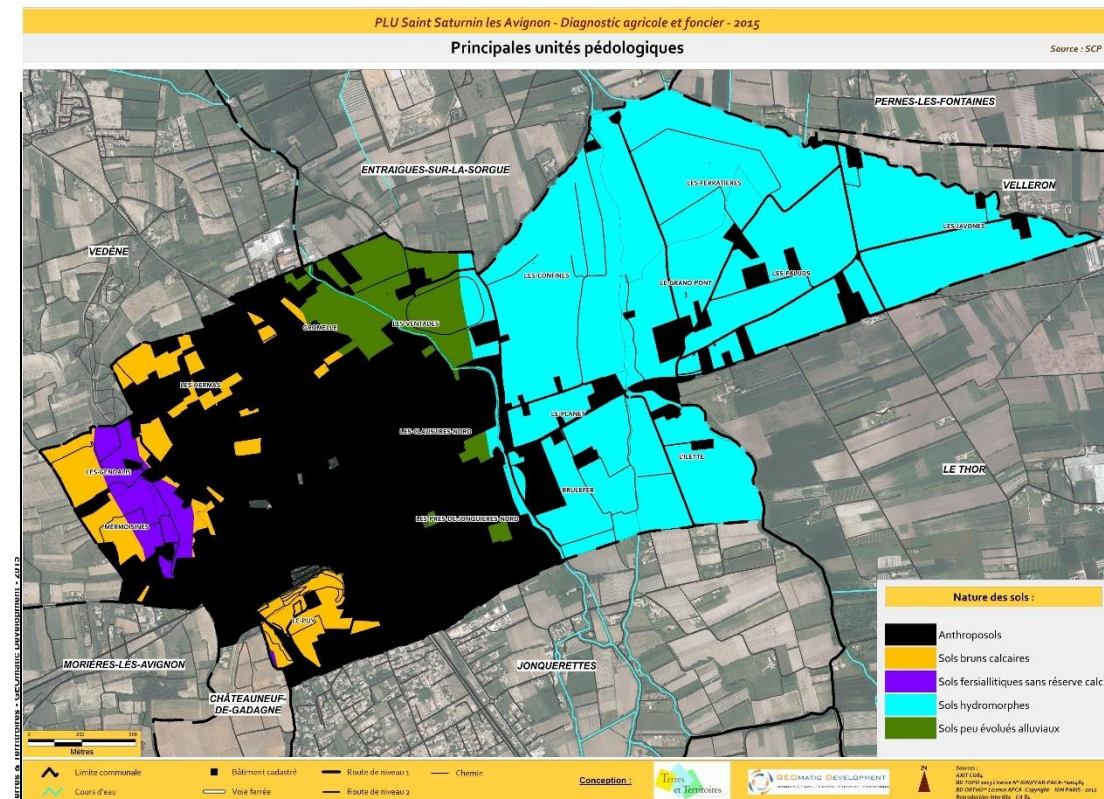 PLU Saint Saturnin les Avignon - Diagnostic agricole et foncier - 2015
Principales unités pédologiques
Source : SCP
PERNES-LES-FONTAINES
ENTRAIGUES-SUR-LA-SORGUE
LES-FERRATIERES
VELLERON
LES-JAVONES
VEDÈNE
LES-CONFINES
LES-PALUDS
LE-GRAND-PONT
GROMELLE
LES-VENTADES
LES-HERMAS
LE-PLANET
LES-CLAUSURES-NORD
L'ILETTE
LE THOR
LES-GENDALIS
BRULEFER
LES-PRES-DE-JONQUIERES-NORD
MERMOISINES
LE-PUY
MORIÈRES-LÈS-AVIGNON
JONQUERETTES
CHÂTEAUNEUF-
DE-GADAGNE
Nature des sols :
Anthroposols
Sols bruns calcaires
Sols fersiallitiques sans réserve calc
Sols hydromorphes
Sols peu évolués alluviaux
Mètres
Limite communale
Cours d'eau
Bâtiment cadastré
Voie ferrée
Route de niveau 1
Route de niveau 2
Chemin
Conception :
Terres
et Territoires
GEOMATIC DEVELOPMENT
Sources :